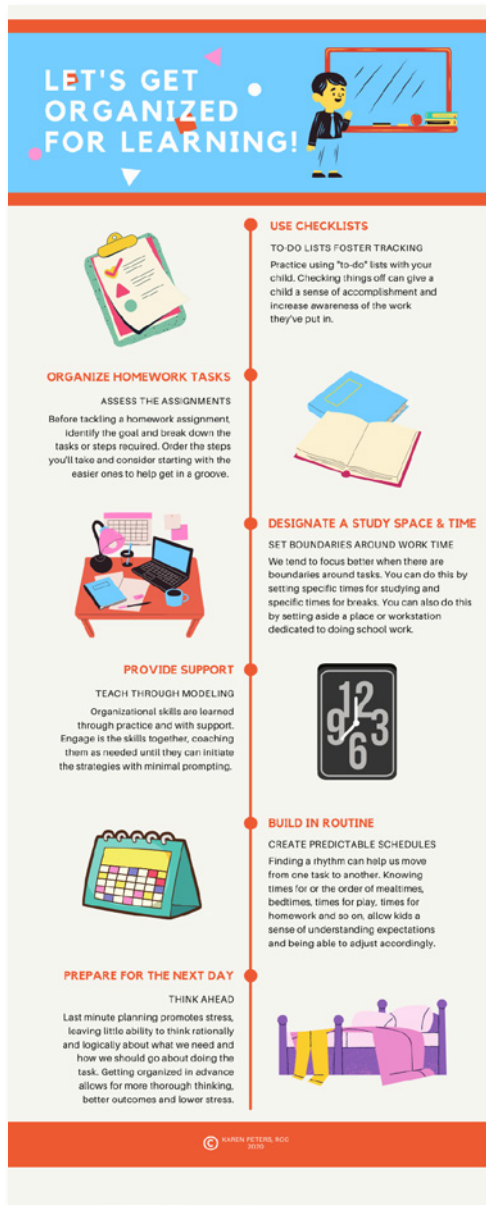 LET'S GET
ORGANIZED
FOR LEARNING!
USE CHECKLISTS
TO-DO LISTS FOSTER TRACKING
Practice using "to-do" lists with your
child. Checking things off can give a
child a sense of accomplishment and
increase awareness of the work
they've put in.
ORGANIZE HOMEWORK TASKS
ASSESS THE ASSIGNMENTS
Before tackling a homework assignment,
identify the goal and break down the
tasks or steps required. Order the steps
you'll take and consider starting with the
easier ones to help get in a groove.
DESIGNATE A STUDY SPACE & TIME
SET BOUNDARIES AROUND WORK TIME
We tend to focus better when there are
boundaries around tasks. You can do this by
setting specific times for studying and
specific times for breaks. You can also do this
by setting aside a place or workstation
dedicated to doing school work.
PROVIDE SUPPORT
TEACH THROUGH MODELING
Organizational skills are learned
through practice and with support.
Engage is the skills together, coaching
them as needed until they can initiate
the strategies with minimal prompting.
12
9 3
6
BUILD IN ROUTINE
CREATE PREDICTABLE SCHEDULES
Finding a rhythm can help us move
from one task to another. Knowing
times for or the order of mealtimes,
bedtimes, times for play, times for
homework and so on, allow kids a
sense of understanding expectations
and being able to adjust accordingly.
PREPARE FOR THE NEXT DAY
THINK AHEAD
Last minute planning promotes stress,
leaving little ability to think rationally
and logically about what we need and
how we should go about doing the
task. Getting organized in advance
allows for more thorough thinking,
better outcomes and lower stress.
© KAREN PETERS, RCC
2020